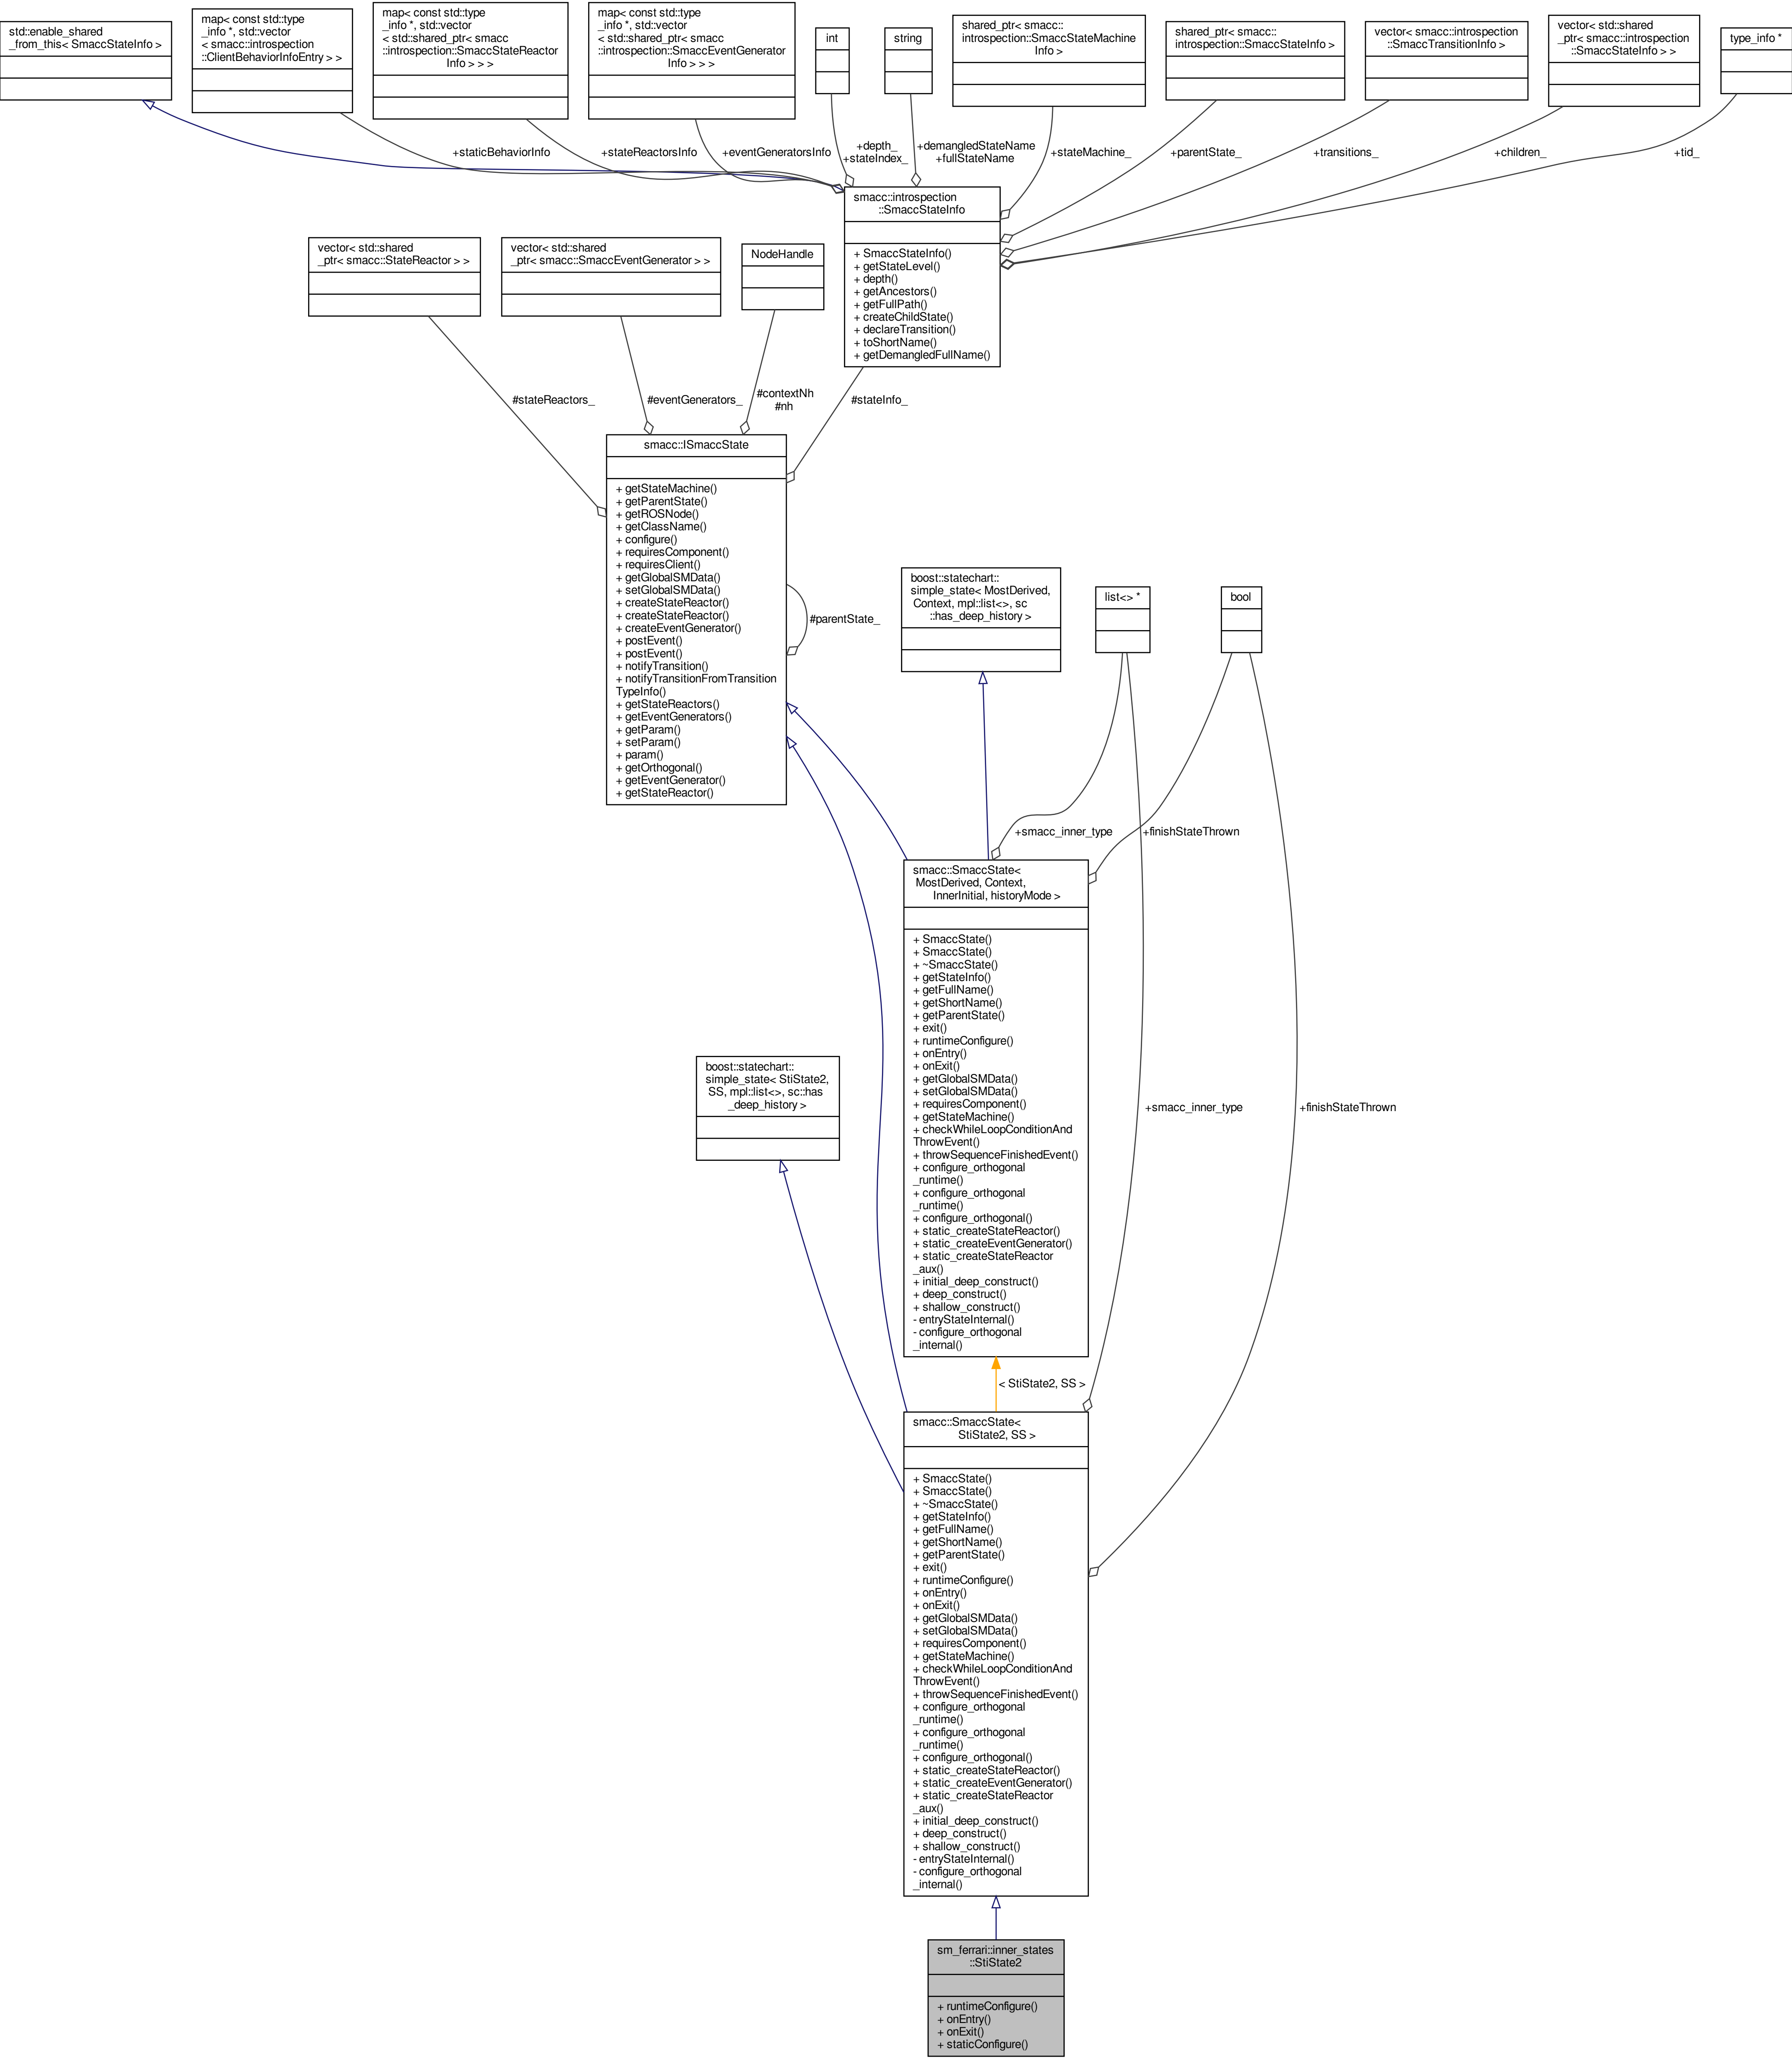 std::enable_shared
_from_this< SmaccStateInfo >
map< const std::type
_info *, std::vector
< smacc::introspection
::ClientBehaviorInfoEntry > >
map< const std::type
_info *, std::vector
< std::shared_ptr< smacc
::introspection::SmaccStateReactor
Info > > >
map< const std::type
_info *, std::vector
< std::shared_ptr< smacc
::introspection::SmaccEventGenerator
Info > > >
int
string
shared_ptr< smacc::
introspection::SmaccStateMachine
Info >
shared_ptr< smacc::
introspection::SmaccStateInfo >
vector< smacc::introspection
::SmaccTransitionInfo >
vector< std::shared
_ptr< smacc::introspection
::SmaccStateInfo > >
type_info *
+staticBehaviorInfo
+stateReactorsInfo
+eventGeneratorsInfo
+depth_
+stateIndex_
+demangledStateName
+fullStateName
+stateMachine_
+parentState_
+transitions_
+children_
+tid_
smacc::introspection
::SmaccStateInfo
+ SmaccStateInfo()
+ getStateLevel()
+ depth()
+ getAncestors()
+ getFullPath()
+ createChildState()
+ declareTransition()
+ toShortName()
+ getDemangledFullName()
vector< std::shared
_ptr< smacc::StateReactor > >
vector< std::shared
_ptr< smacc::SmaccEventGenerator > >
NodeHandle
#stateReactors_
#eventGenerators_
#contextNh
#nh
#stateInfo_
smacc::ISmaccState
+ getStateMachine()
+ getParentState()
+ getROSNode()
+ getClassName()
+ configure()
+ requiresComponent()
+ requiresClient()
+ getGlobalSMData()
+ setGlobalSMData()
+ createStateReactor()
+ createStateReactor()
+ createEventGenerator()
+ postEvent()
+ postEvent()
+ notifyTransition()
+ notifyTransitionFromTransition
TypeInfo()
+ getStateReactors()
+ getEventGenerators()
+ getParam()
+ setParam()
+ param()
+ getOrthogonal()
+ getEventGenerator()
+ getStateReactor()
#parentState_
boost::statechart::
simple_state< MostDerived,
Context, mpl::list<>, sc
::has_deep_history >
list<> *
bool
+smacc_inner_type
+finishStateThrown
smacc::SmaccState<
MostDerived, Context,
InnerInitial, historyMode >
+ SmaccState()
+ SmaccState()
+ ~SmaccState()
+ getStateInfo()
+ getFullName()
+ getShortName()
+ getParentState()
+ exit()
+ runtimeConfigure()
+ onEntry()
+ onExit()
+ getGlobalSMData()
+ setGlobalSMData()
+ requiresComponent()
+ getStateMachine()
+ checkWhileLoopConditionAnd
ThrowEvent()
+ throwSequenceFinishedEvent()
+ configure_orthogonal
_runtime()
+ configure_orthogonal
_runtime()
+ configure_orthogonal()
+ static_createStateReactor()
+ static_createEventGenerator()
+ static_createStateReactor
_aux()
+ initial_deep_construct()
+ deep_construct()
+ shallow_construct()
- entryStateInternal()
- configure_orthogonal
_internal()
boost::statechart::
simple_state< StiState2,
SS, mpl::list<>, sc::has
_deep_history >
+smacc_inner_type
+finishStateThrown
< StiState2, SS >
smacc::SmaccState<
StiState2, SS >
+ SmaccState()
+ SmaccState()
+ ~SmaccState()
+ getStateInfo()
+ getFullName()
+ getShortName()
+ getParentState()
+ exit()
+ runtimeConfigure()
+ onEntry()
+ onExit()
+ getGlobalSMData()
+ setGlobalSMData()
+ requiresComponent()
+ getStateMachine()
+ checkWhileLoopConditionAnd
ThrowEvent()
+ throwSequenceFinishedEvent()
+ configure_orthogonal
_runtime()
+ configure_orthogonal
_runtime()
+ configure_orthogonal()
+ static_createStateReactor()
+ static_createEventGenerator()
+ static_createStateReactor
_aux()
+ initial_deep_construct()
+ deep_construct()
+ shallow_construct()
- entryStateInternal()
- configure_orthogonal
_internal()
sm_ferrari::inner_states
::StiState2
+ runtimeConfigure()
+ onEntry()
+ onExit()
+ staticConfigure()